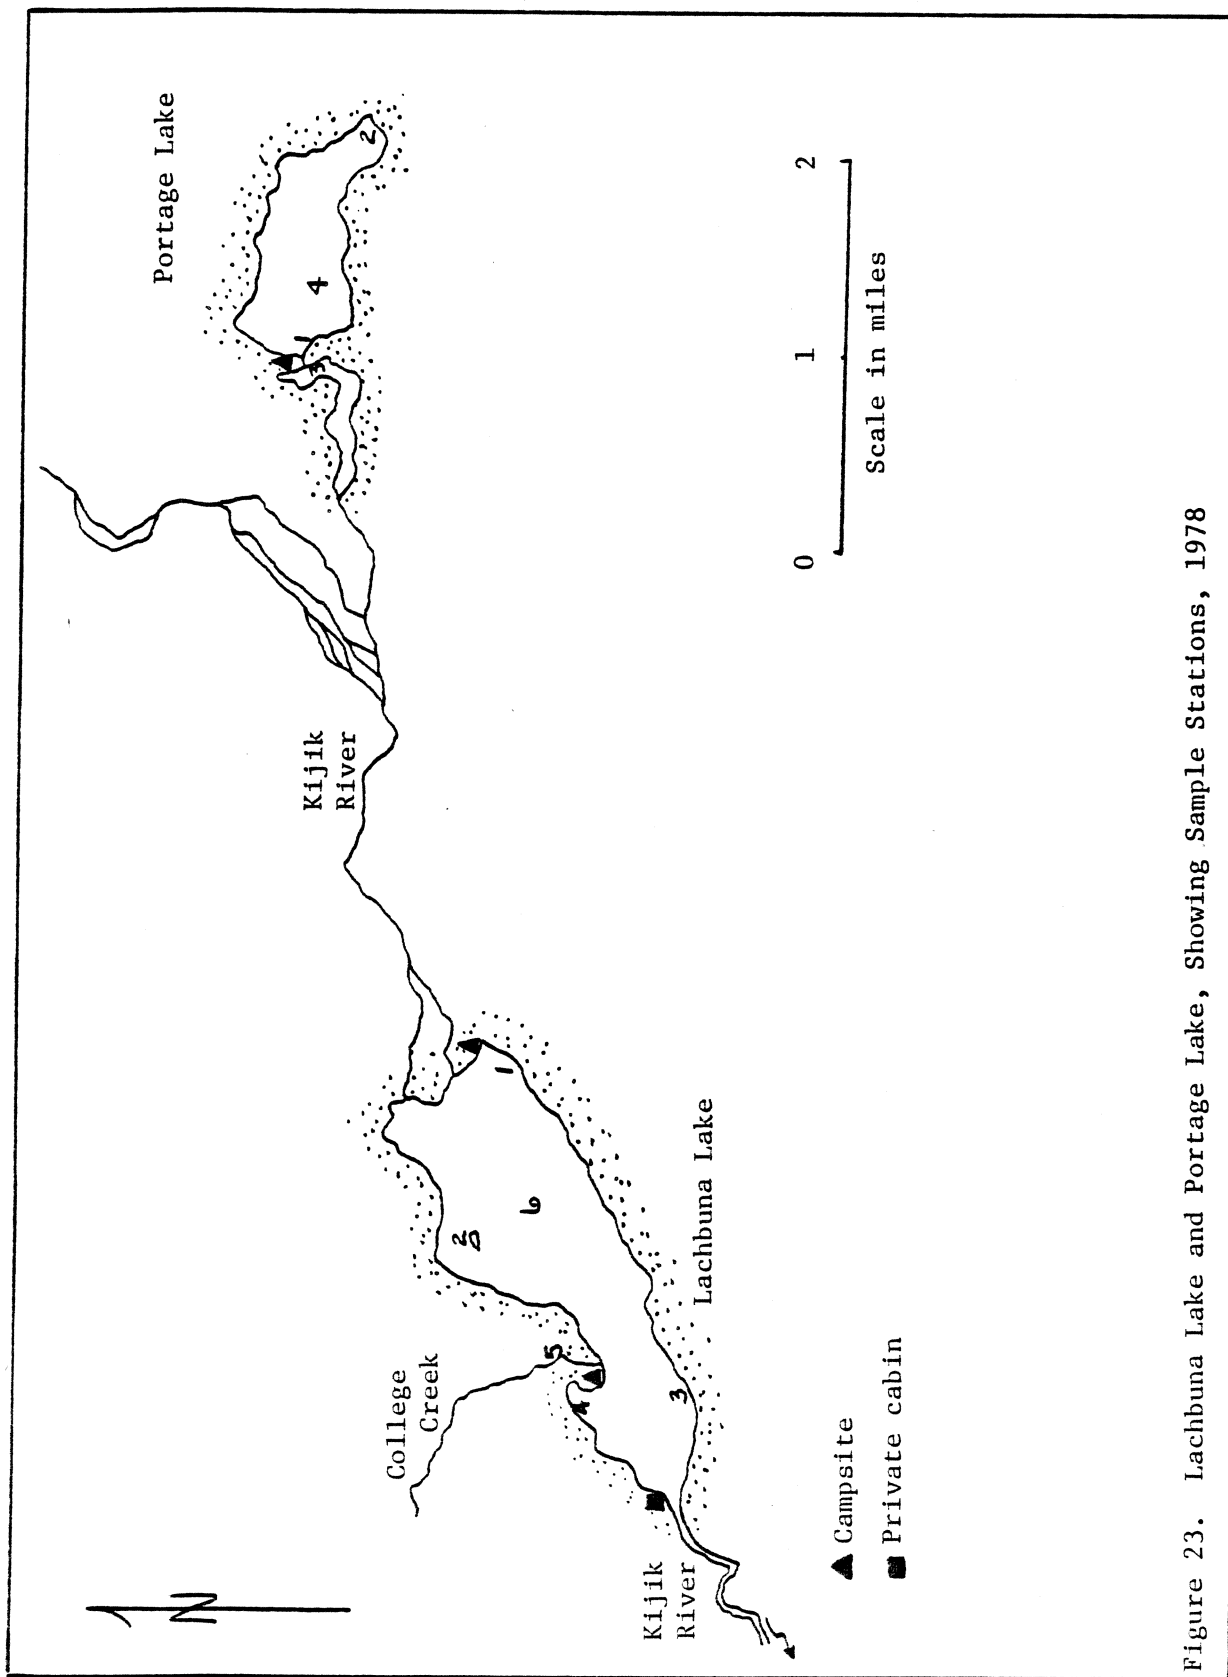 Portage Lake
2
4
1
3
Kijik
River
1
2
6
5
4
3
College
Creek
Lachbuna Lake
Kijik
River
N
0 1 2
Scale in miles
Campsite
Private cabin
Figure 23. Lachbuna Lake and Portage Lake, Showing Sample Stations, 1978